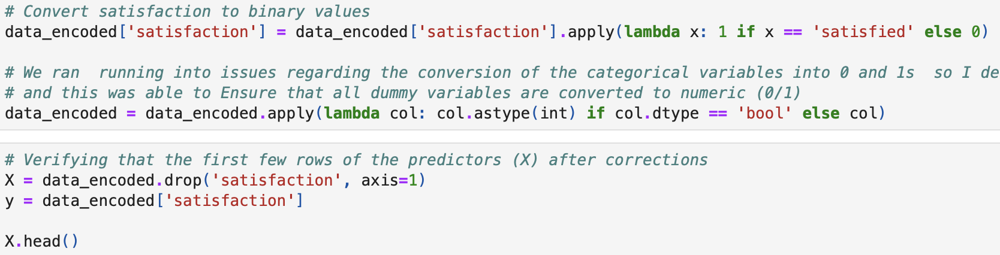 # Convert satisfaction to binary values
data_encoded['satisfaction'] = data_encoded['satisfaction'].apply(lambda x: 1 if x == 'satisfied' else 0)
# We ran  running into issues regarding the conversion of the categorical variables into 0 and 1s  so I de
# and this was able to Ensure that all dummy variables are converted to numeric (0/1)
data_encoded = data_encoded.apply(lambda col: col.astype(int) if col.dtype == 'bool' else col)
# Verifying that the first few rows of the predictors (X) after corrections
X = data_encoded.drop('satisfaction', axis=1)
y = data_encoded['satisfaction']
X.head()